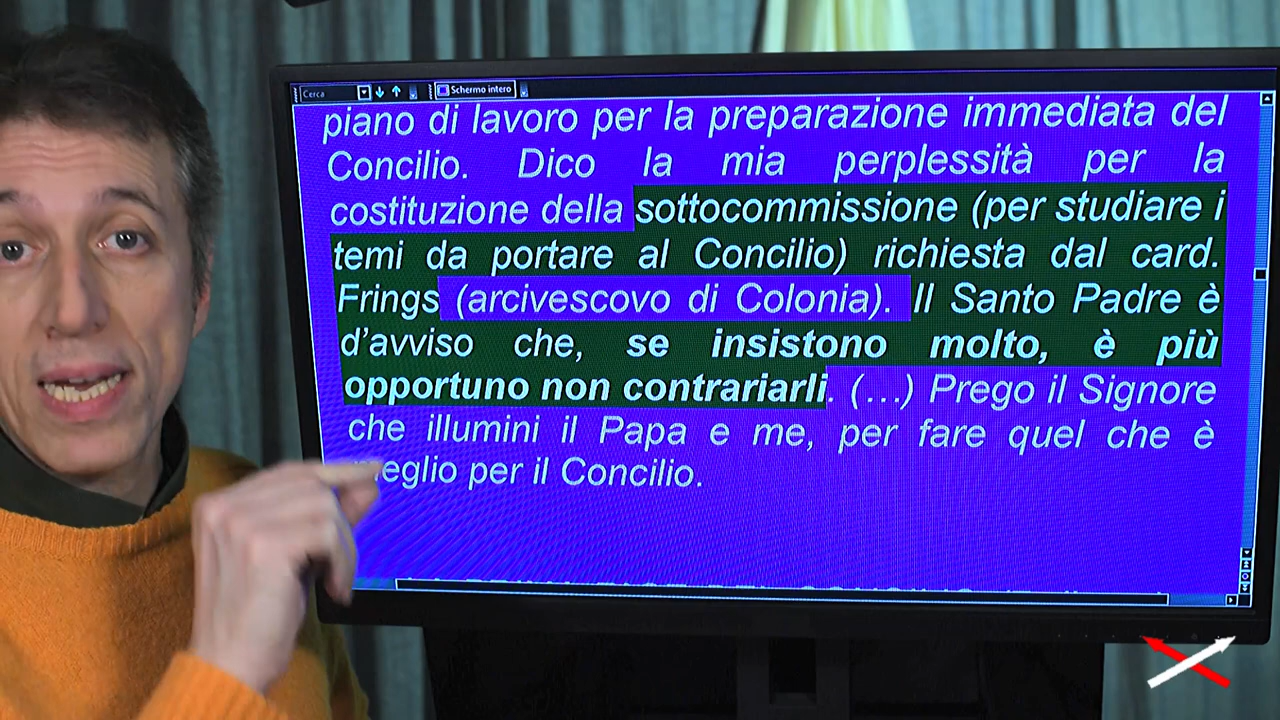 Cerca
Schermo intero
piano di lavoro per la preparazione immediata del
Concilio. Dico la mia perplessità per la
costituzione della sottocommissione (per studiare i
temi da portare al Concilio) richiesta dal card.
Frings (arcivescovo di Colonia). Il Santo Padre è
d’avviso che, se insistono molto, è più
opportuno non contrariarli. (…) Prego il Signore
che illumini il Papa e me, per fare quel che è
meglio per il Concilio.